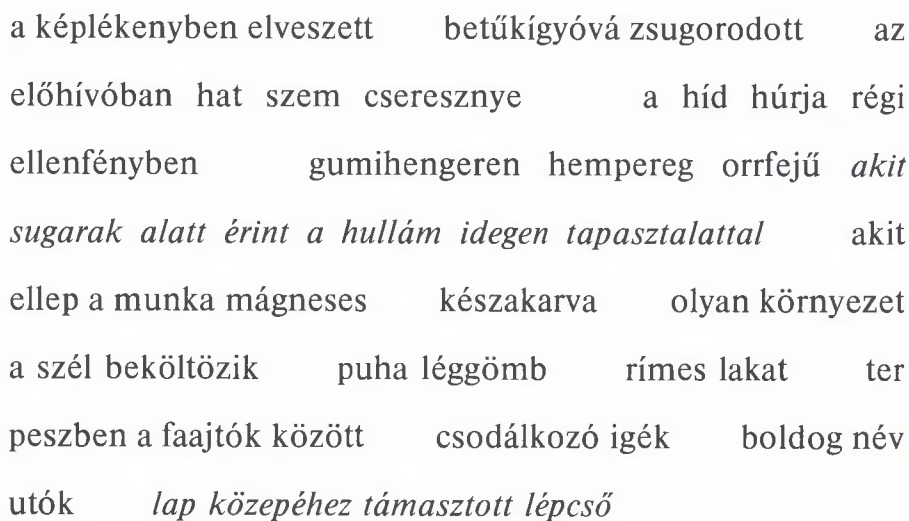 a képlékenyben elveszett betűkígyóvá zsugorodott az
előhívóban hat szem cseresznye a híd húrja régi
ellenfényben gumihengeren hempereg orrfejű akit
sugarak alatt érint a hullám idegen tapasztalattal akit
ellep a munka mágneses készakarva olyan környezet
a szél beköltözik puha léggömb rímes lakat ter
peszben a faajtók között csodálkozó igék boldog név
utók lap közepéhez támasztott lépcső